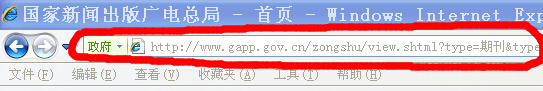 国家新闻出版广电总局 - 首页 - Windows Internet Exp
政府 http://www.gapp.gov.cn/zongshu/view.shtml?type=期刊&type
文件(F) 编辑(E) 查看(V) 收藏夹(A) 工具(T) 帮助(H)